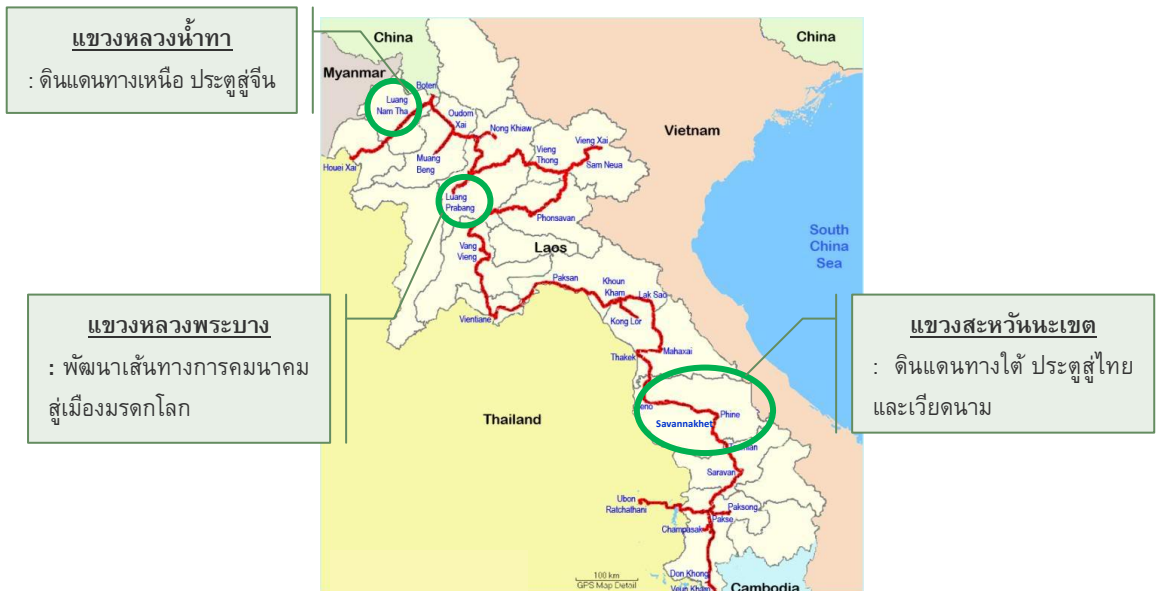 แขวงหลวงน้ำทา
: ดินแดนทางเหนือ ประตูสู่จีน
แขวงหลวงพระบาง
: พัฒนาเส้นทางการคมนาคม
สู่เมืองมรดกโลก
แขวงสะหวันนะเขต
: ดินแดนทางใต้ ประตูสู่ไทย
และเวียดนาม
China
China
Myanmar
Boten
Luang
Nam Tha
Oudom
Xai
Nong Khiaw
Vietnam
Vieng Xai
Vieng
Thong
Sam Neua
Houei Xai
Muang
Beng
Luang
Prabang
Phonsavan
South
China
Sea
Vang
Vieng
Laos
Paksan
Khoun
Kham
Lak Sao
Vientiane
Kong Lor
Thakek
Mahaxai
Thailand
Phine
Savannakhet
Saravan
Ubon
Ratchathani
Paksong
Pakse
Champasak
Don Khong
100 km
GPS Map Detail
Veun Kham
Cambodia